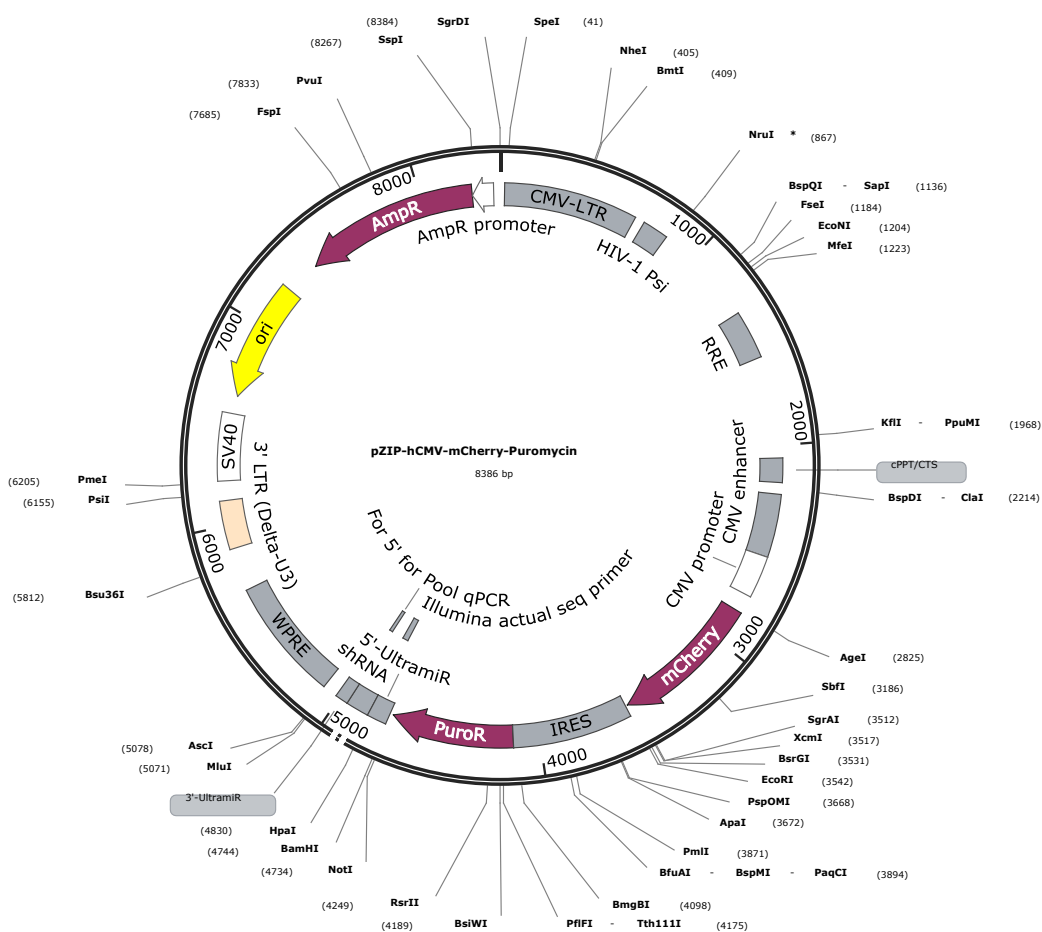 (8384) SgrDI
SpeI (41)
(8267) SspI
NheI (405)
BmtI (409)
(7833) PvuI
(7685) FspI
NruI * (867)
BspQI - SapI (1136)
FseI (1184)
EcoNI (1204)
MfeI (1223)
8000
1000
AmpR
CMV-LTR
AmpR promoter
HIV-1 Psi
7000
ori
RRE
2000
KflI - PpuMI (1968)
SV40
3' LTR (Delta-U3)
pZIP-hCMV-mCherry-Puromycin
8386 bp
CMV enhancer
cPPT/CTS
(6205) PmeI
(6155) PsiI
BspDI - ClaI (2214)
CMV promoter
6000
For 5' for Pool qPCR
Illumina actual seq primer
(5812) Bsu36I
WPRE
shRNA
5'-UltramiR
mCherry
3000
AgeI (2825)
SbfI (3186)
PuroR
IRES
5000
4000
SgrAI (3512)
XcmI (3517)
BsrGI (3531)
EcoRI (3542)
(5078) AscI
(5071) MluI
3'-UltramiR
PspOMI (3668)
ApaI (3672)
(4830) HpaI
(4744) BamHI
(4734) NotI
PmlI (3871)
BfuAI - BspMI - PaqCI (3894)
(4249) RsrII
(4189) BsiWI
BmgBI (4098)
PflFI - Tth111I (4175)